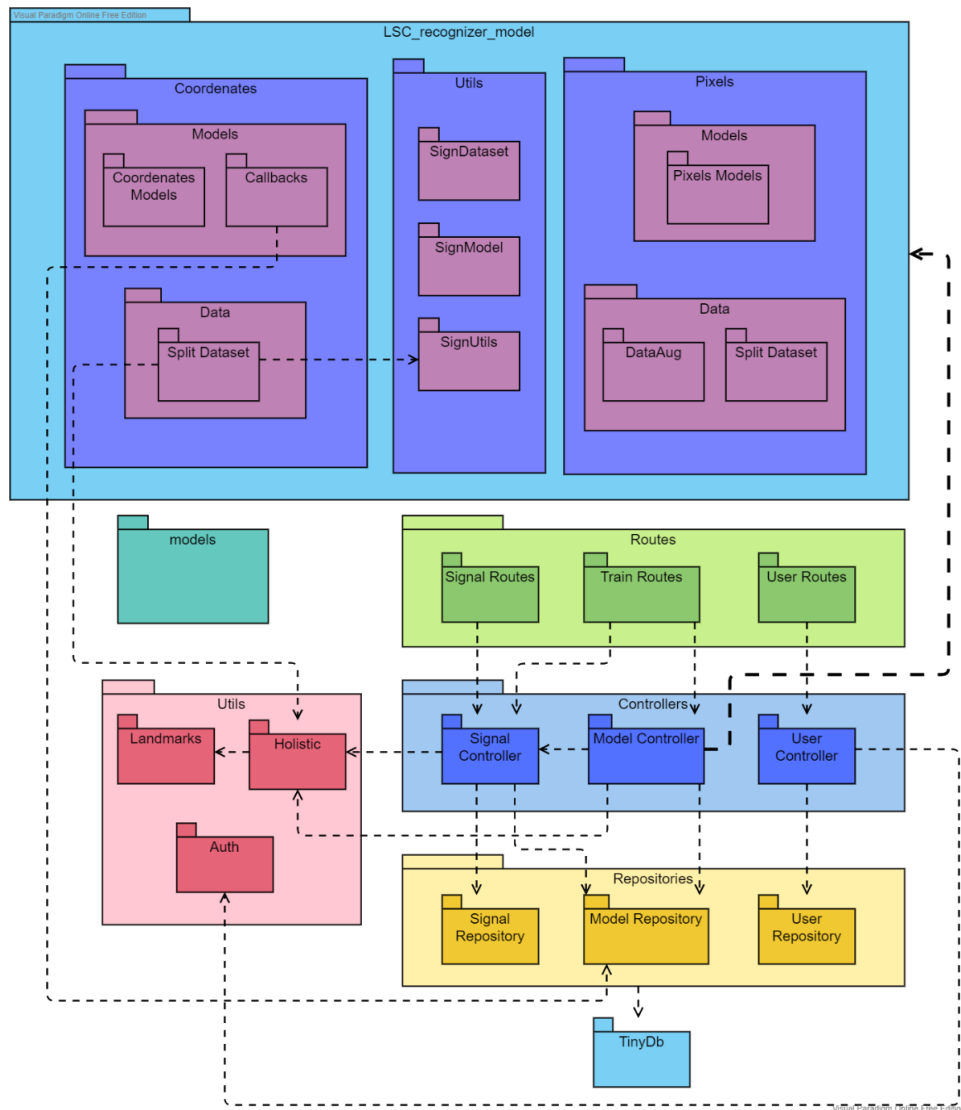 Visual Paradigm Online Free Edition
LSC_recognizer_model
Coordenates
Models
Coordenates
Models
Callbacks
Data
Split Dataset
Utils
SignDataset
SignModel
SignUtils
Pixels
Models
Pixels Models
Data
DataAug
Split Dataset
models
Routes
Signal Routes
Train Routes
User Routes
Utils
Landmarks
Holistic
Auth
Controllers
Signal
Controller
Model Controller
User
Controller
Repositories
Signal
Repository
Model Repository
User
Repository
TinyDb
Visual Paradigm Online Free Edition